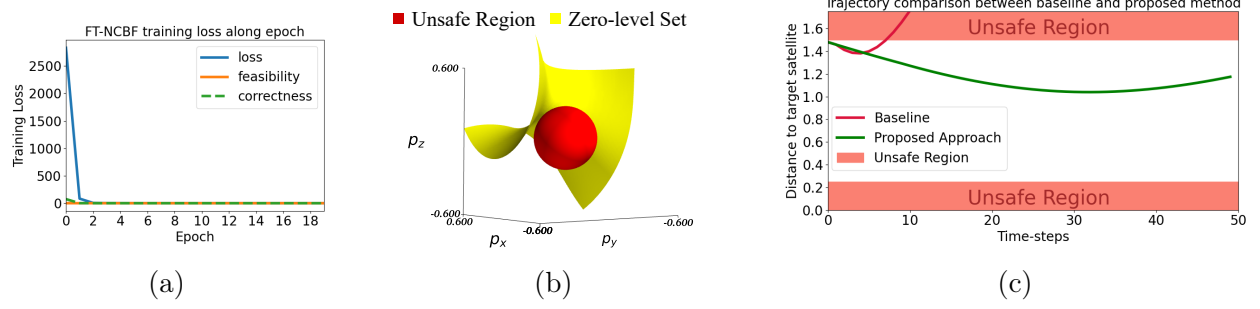 FT-NCBF training loss along epoch
Training Loss
2500
2000
1500
1000
500
0
loss
feasibility
correctness
0 2 4 6 8 10 12 14 16 18
Epoch
(a)
Unsafe Region Zero-level Set
0.600
p_z
-0.600
0.600
p_x
-0.600
p_y
-0.600
(b)
Trajectory comparison between baseline and proposed method
Distance to target satellite
1.6
1.4
1.2
1.0
0.8
0.6
0.4
0.2
0.0
Unsafe Region
Baseline
Proposed Approach
Unsafe Region
Unsafe Region
0 10 20 30 40 50
Time-steps
(c)